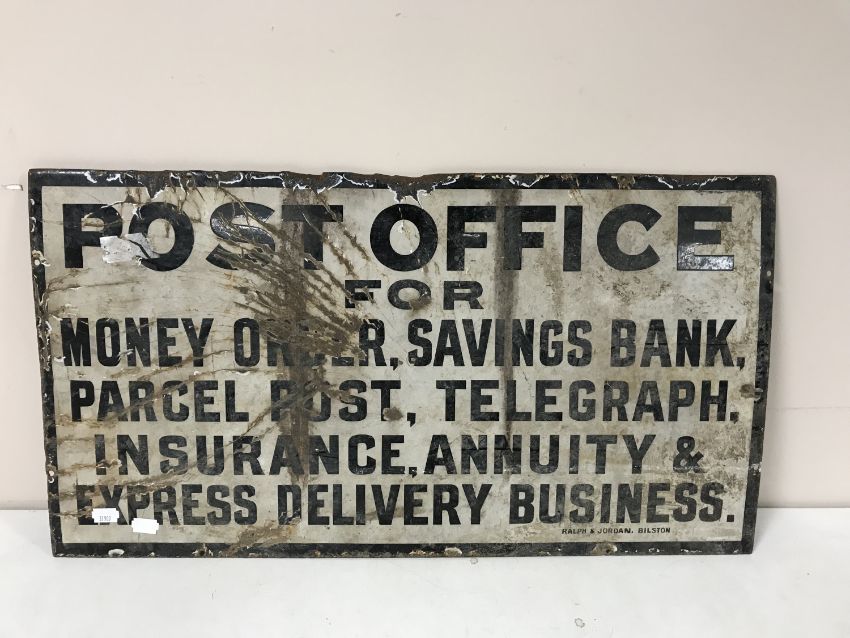 POST OFFICE
FOR
MONEY ORDER, SAVINGS BANK,
PARCEL POST, TELEGRAPH,
INSURANCE, ANNUITY &
EXPRESS DELIVERY BUSINESS.
RALPH & JORDAN. BILSTON